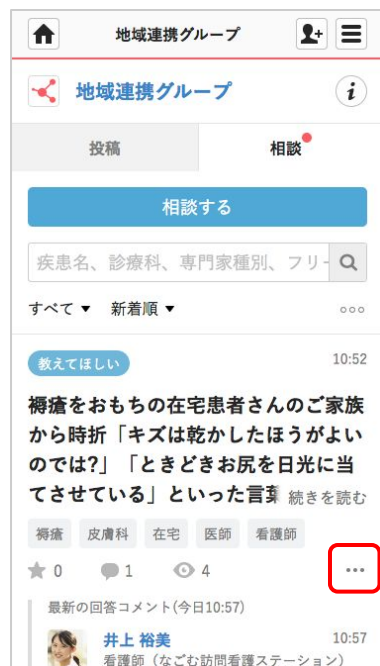 地域連携グループ
地域連携グループ
投稿 相談
相談する
疾患名、診療科、専門家種別、フリー
すべて ▼ 新着順 ▼
教えてほしい 10:52
褥瘡をおもちの在宅患者さんのご家族
から時折「キズは乾かしたほうがよい
のでは?」「ときどきお尻を日光に当
てさせている」といった言葉 続きを読む
褥瘡 皮膚科 在宅 医師 看護師
0 1 4
最新の回答コメント(今日10:57)
井上 裕美 10:57
看護師（なごむ訪問看護ステーション）